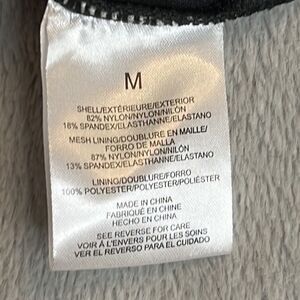 M
SHELL/EXTÉRIEURE/EXTERIOR
82% NYLON/NYLON/NILÓN
18% SPANDEX/ELASTHANNE/ELASTANO
MESH LINING/DOUBLURE EN MAILLE/
FORRO DE MALLA
87% NYLON/NYLON/NILÓN
13% SPANDEX/ELASTHANNE/ELASTANO
LINING/DOUBLURE/FORRO
100% POLYESTER/POLYESTER/POLIÉSTER
MADE IN CHINA
FABRIQUÉ EN CHINE
HECHO EN CHINA
SEE REVERSE FOR CARE
VOIR À L'ENVERS POUR LES SOINS
VER EL REVERSO PARA EL CUIDADO